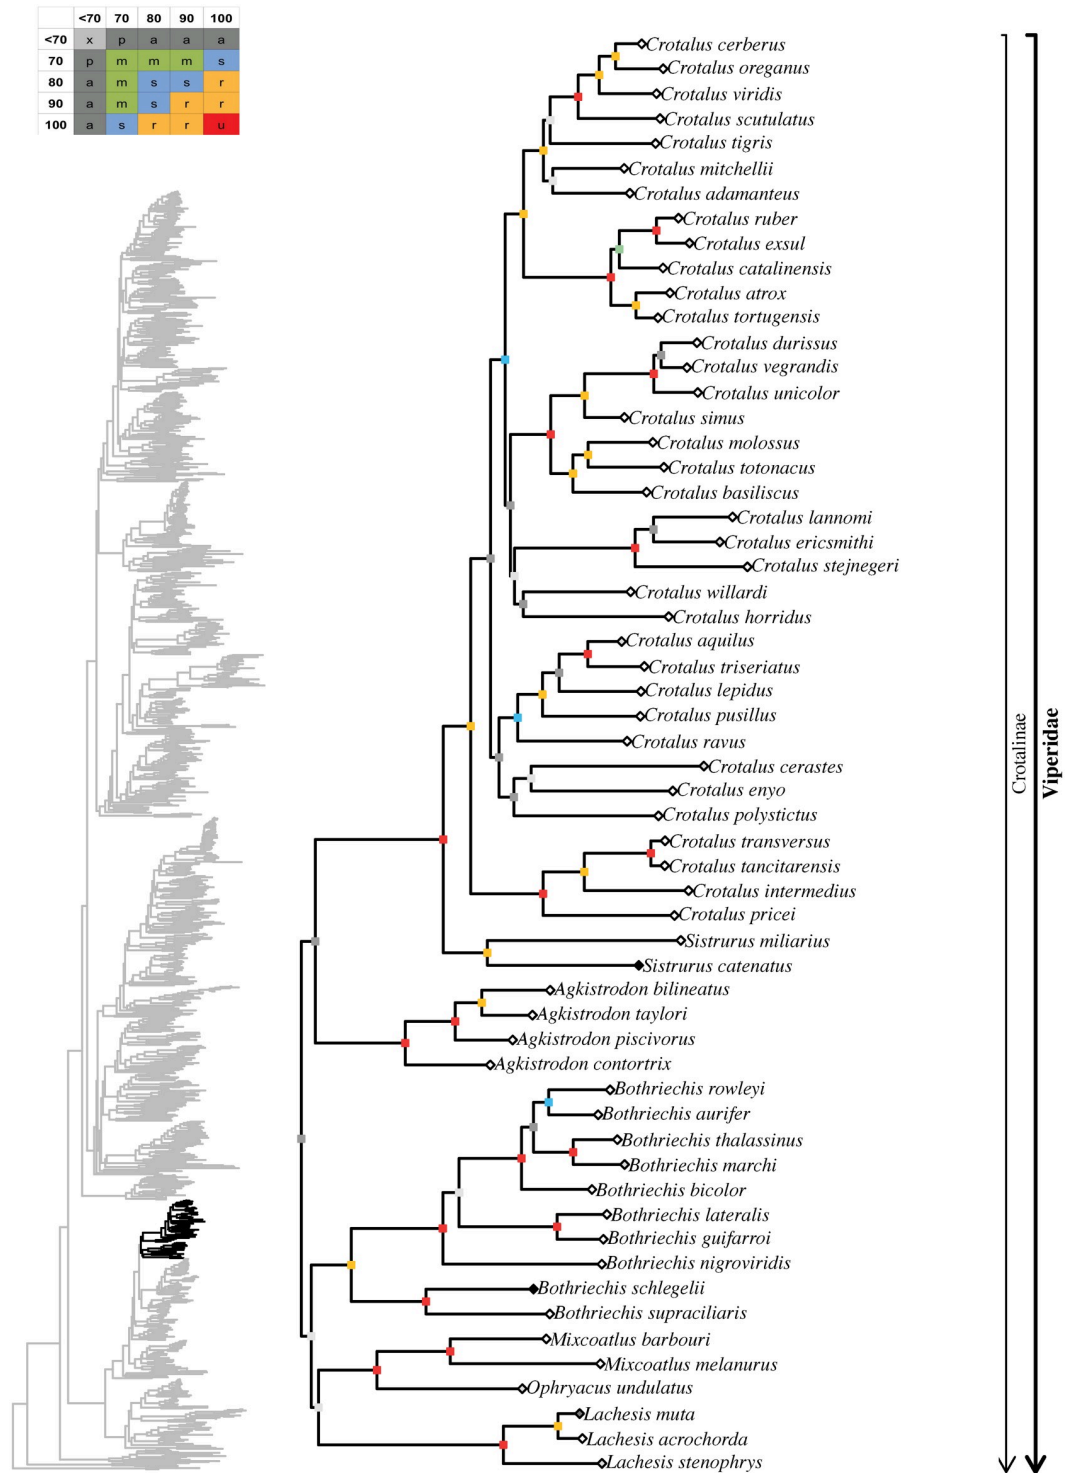 <70 70 80 90 100
<70 x p a a a
70 p m m m s
80 a m s s r
90 a m s r r
100 a s r r u
Crotalus cerberus
Crotalus oreganus
Crotalus viridis
Crotalus scutulatus
Crotalus tigris
Crotalus mitchellii
Crotalus adamanteus
Crotalus ruber
Crotalus exsul
Crotalus catalinensis
Crotalus atrox
Crotalus tortugensis
Crotalus durissus
Crotalus vegrandis
Crotalus unicolor
Crotalus simus
Crotalus molossus
Crotalus totonacus
Crotalus basiliscus
Crotalus lannomi
Crotalus ericsmithi
Crotalus stejnegeri
Crotalus willardi
Crotalus horridus
Crotalus aquilus
Crotalus triseriatus
Crotalus lepidus
Crotalus pusillus
Crotalus ravus
Crotalus cerastes
Crotalus enyo
Crotalus polystictus
Crotalus transversus
Crotalus tancitarensis
Crotalus intermedius
Crotalus pricei
Sistrurus miliarius
Sistrurus catenatus
Agkistrodon bilineatus
Agkistrodon taylori
Agkistrodon piscivorus
Agkistrodon contortrix
Bothriechis rowleyi
Bothriechis aurifer
Bothriechis thalassinus
Bothriechis marchi
Bothriechis bicolor
Bothriechis lateralis
Bothriechis guifarroi
Bothriechis nigroviridis
Bothriechis schlegelii
Bothriechis supraciliaris
Mixcoatlus barbouri
Mixcoatlus melanurus
Ophryacus undulatus
Lachesis muta
Lachesis acrochorda
Lachesis stenophrys
Crotalinae
Viperidae